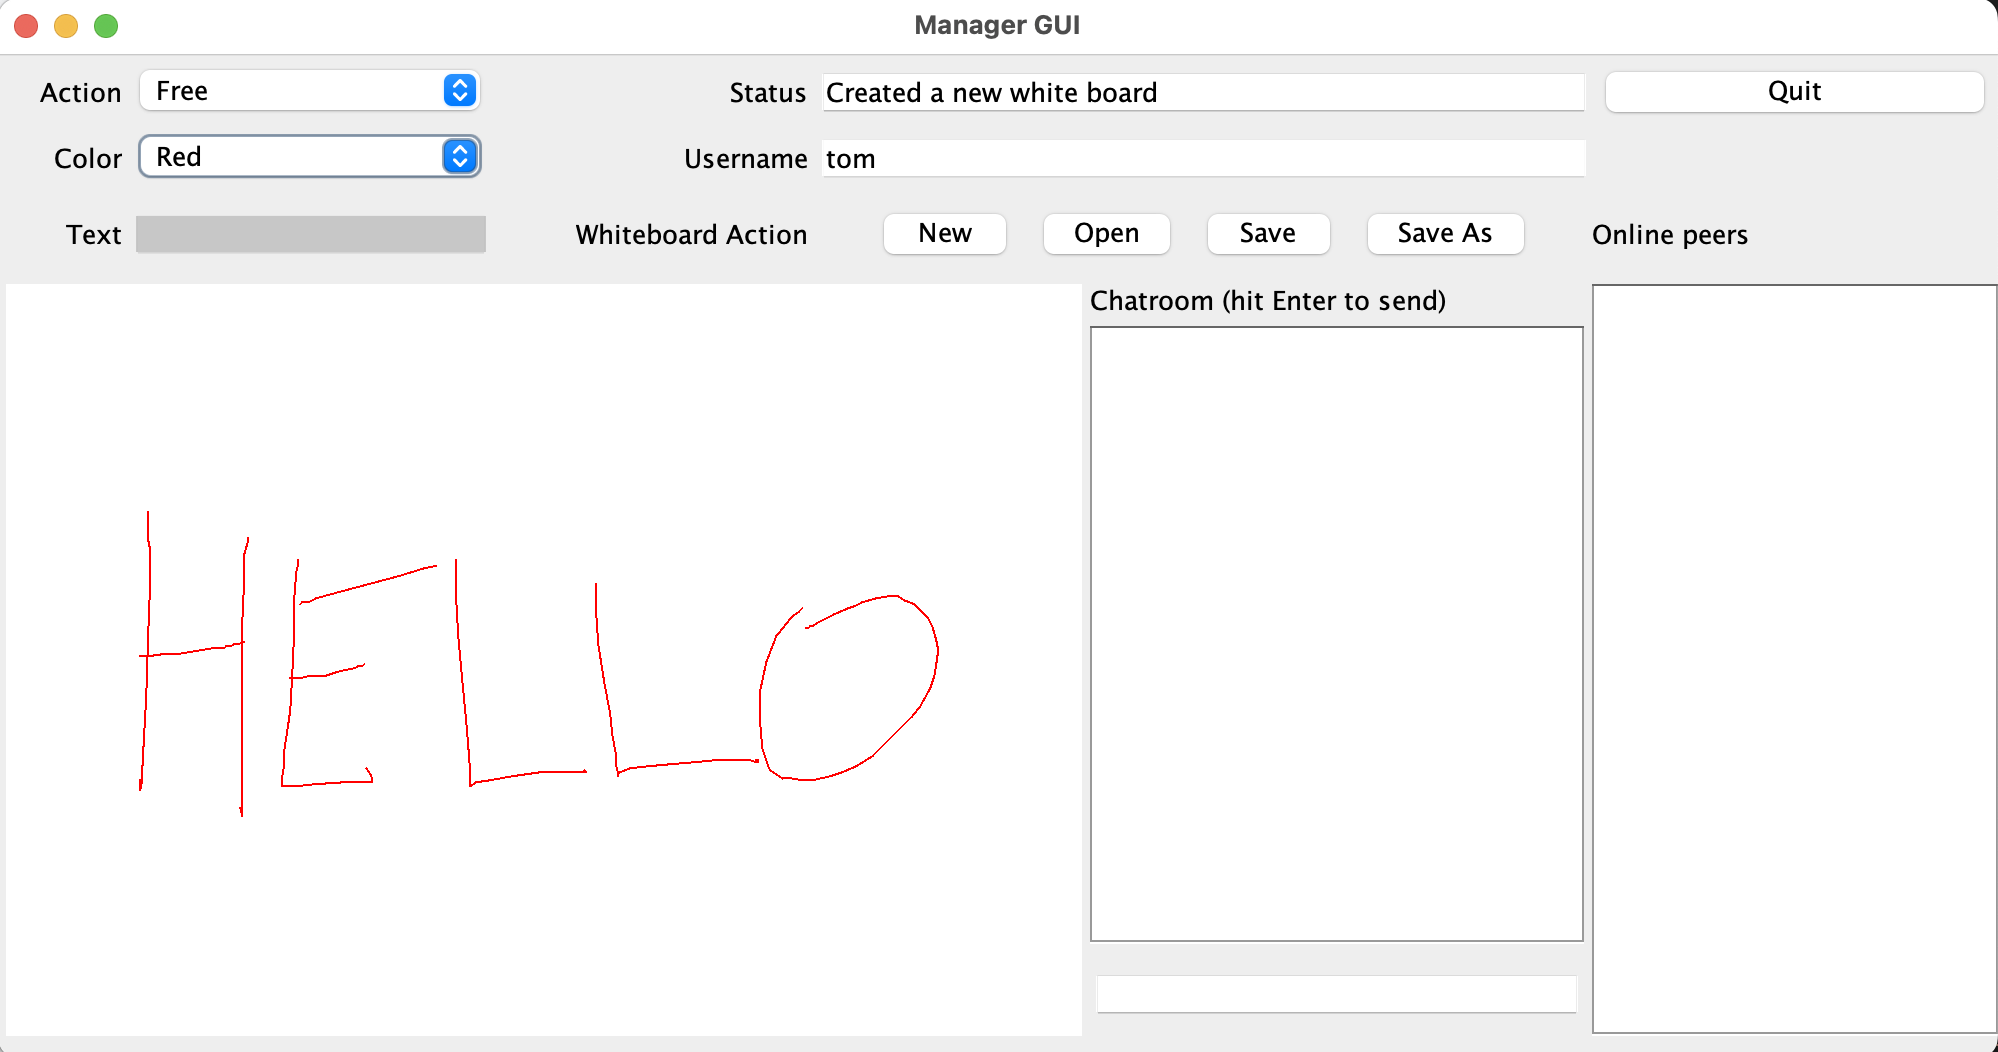 Manager GUI
Action Free Status Created a new white board Quit
Color Red Username tom
Text Whiteboard Action New Open Save Save As Online peers
Chatroom (hit Enter to send)
HELLO